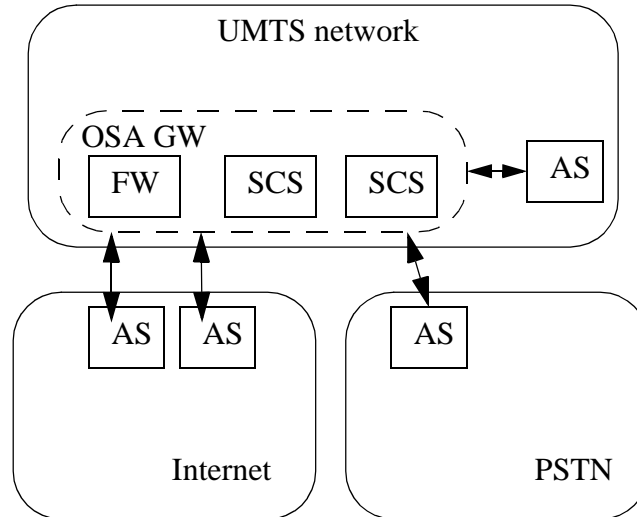 UMTS network
OSA GW
FW
SCS
SCS
AS
AS
AS
AS
Internet
PSTN